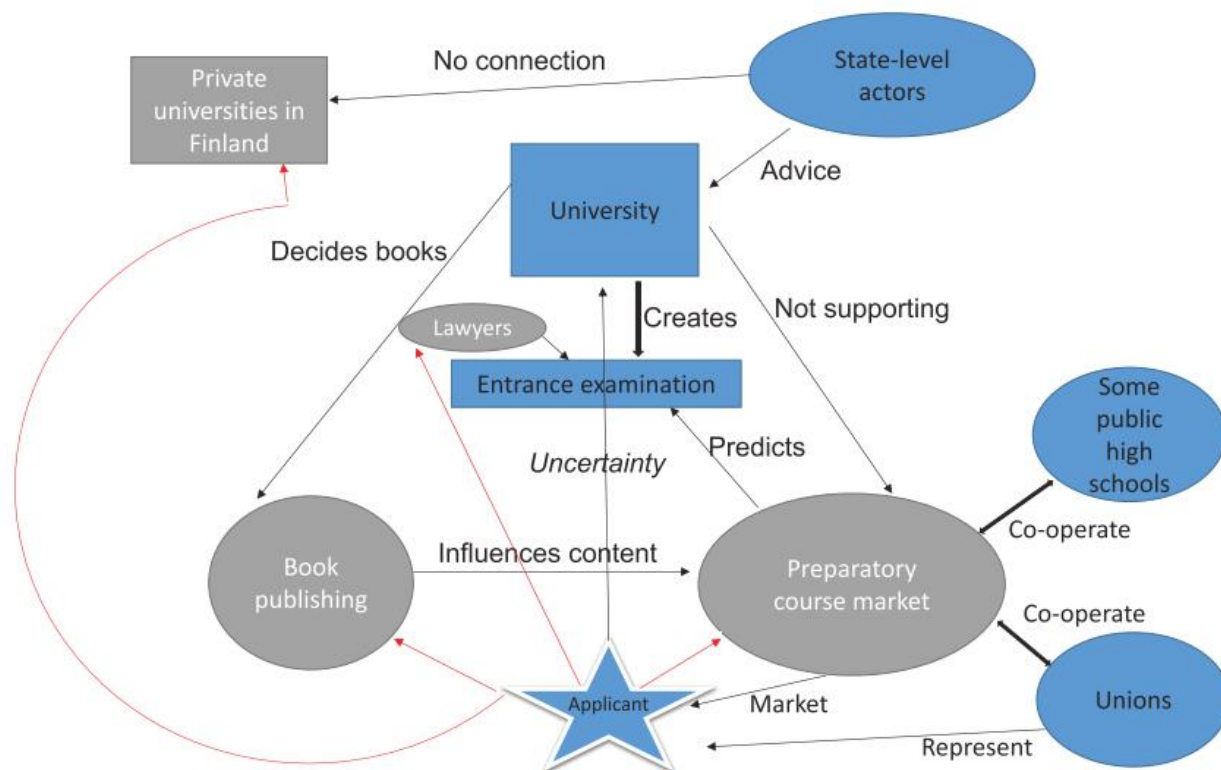 No connection
State-level
actors
Private
universities in
Finland
Advice
University
Decides books
Not supporting
Creates
Lawyers
Entrance examination
Some
public
high
schools
Predicts
Uncertainty
Co-operate
Influences content
Book
publishing
Preparatory
course market
Co-operate
Applicant
Market
Unions
Represent